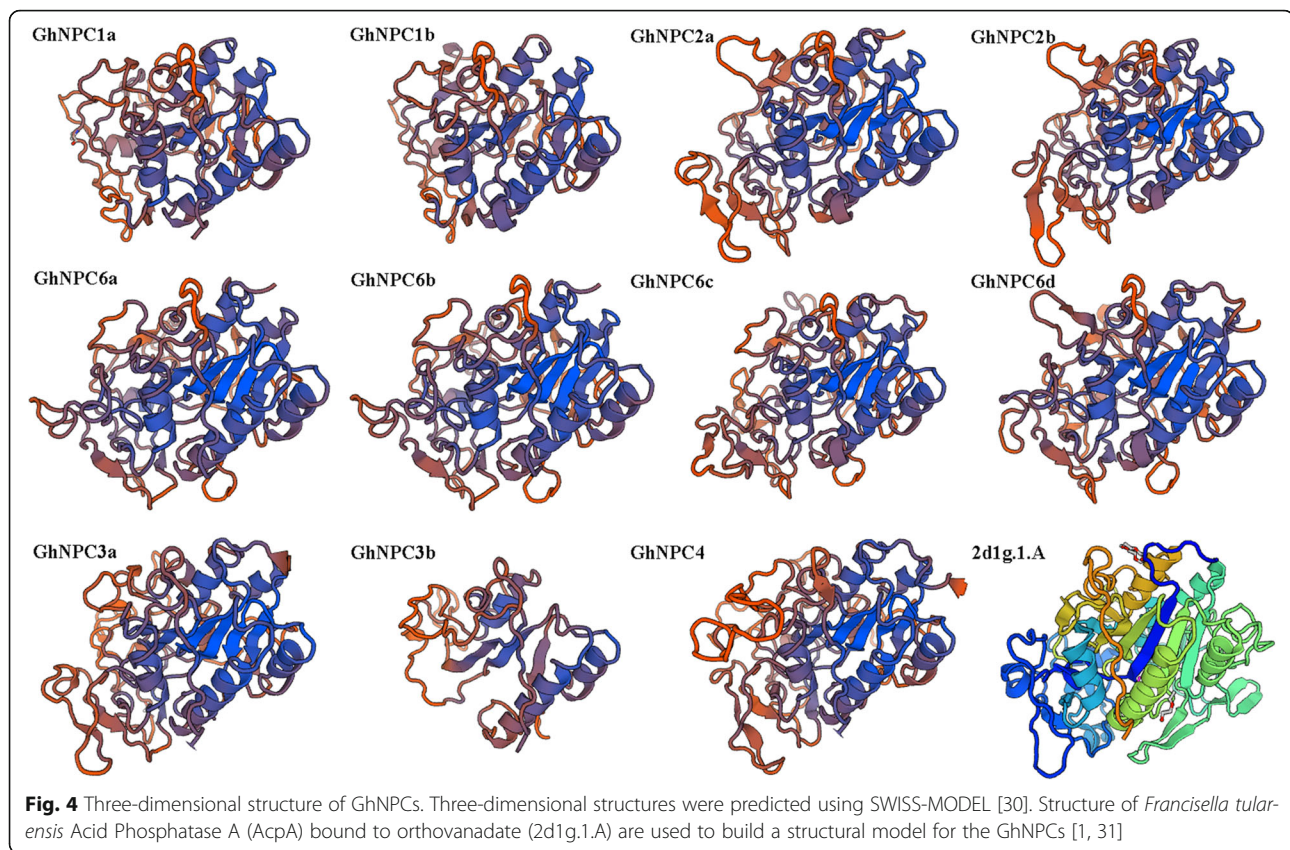 GhNPC1a GhNPC1b GhNPC2a GhNPC2b
GhNPC6a GhNPC6b GhNPC6c GhNPC6d
GhNPC3a GhNPC3b GhNPC4 2d1g.1.A
Fig. 4 Three-dimensional structure of GhNPCs. Three-dimensional structures were predicted using SWISS-MODEL [30]. Structure of Francisella tular-
ensis Acid Phosphatase A (AcpA) bound to orthovanadate (2d1g.1.A) are used to build a structural model for the GhNPCs [1, 31]